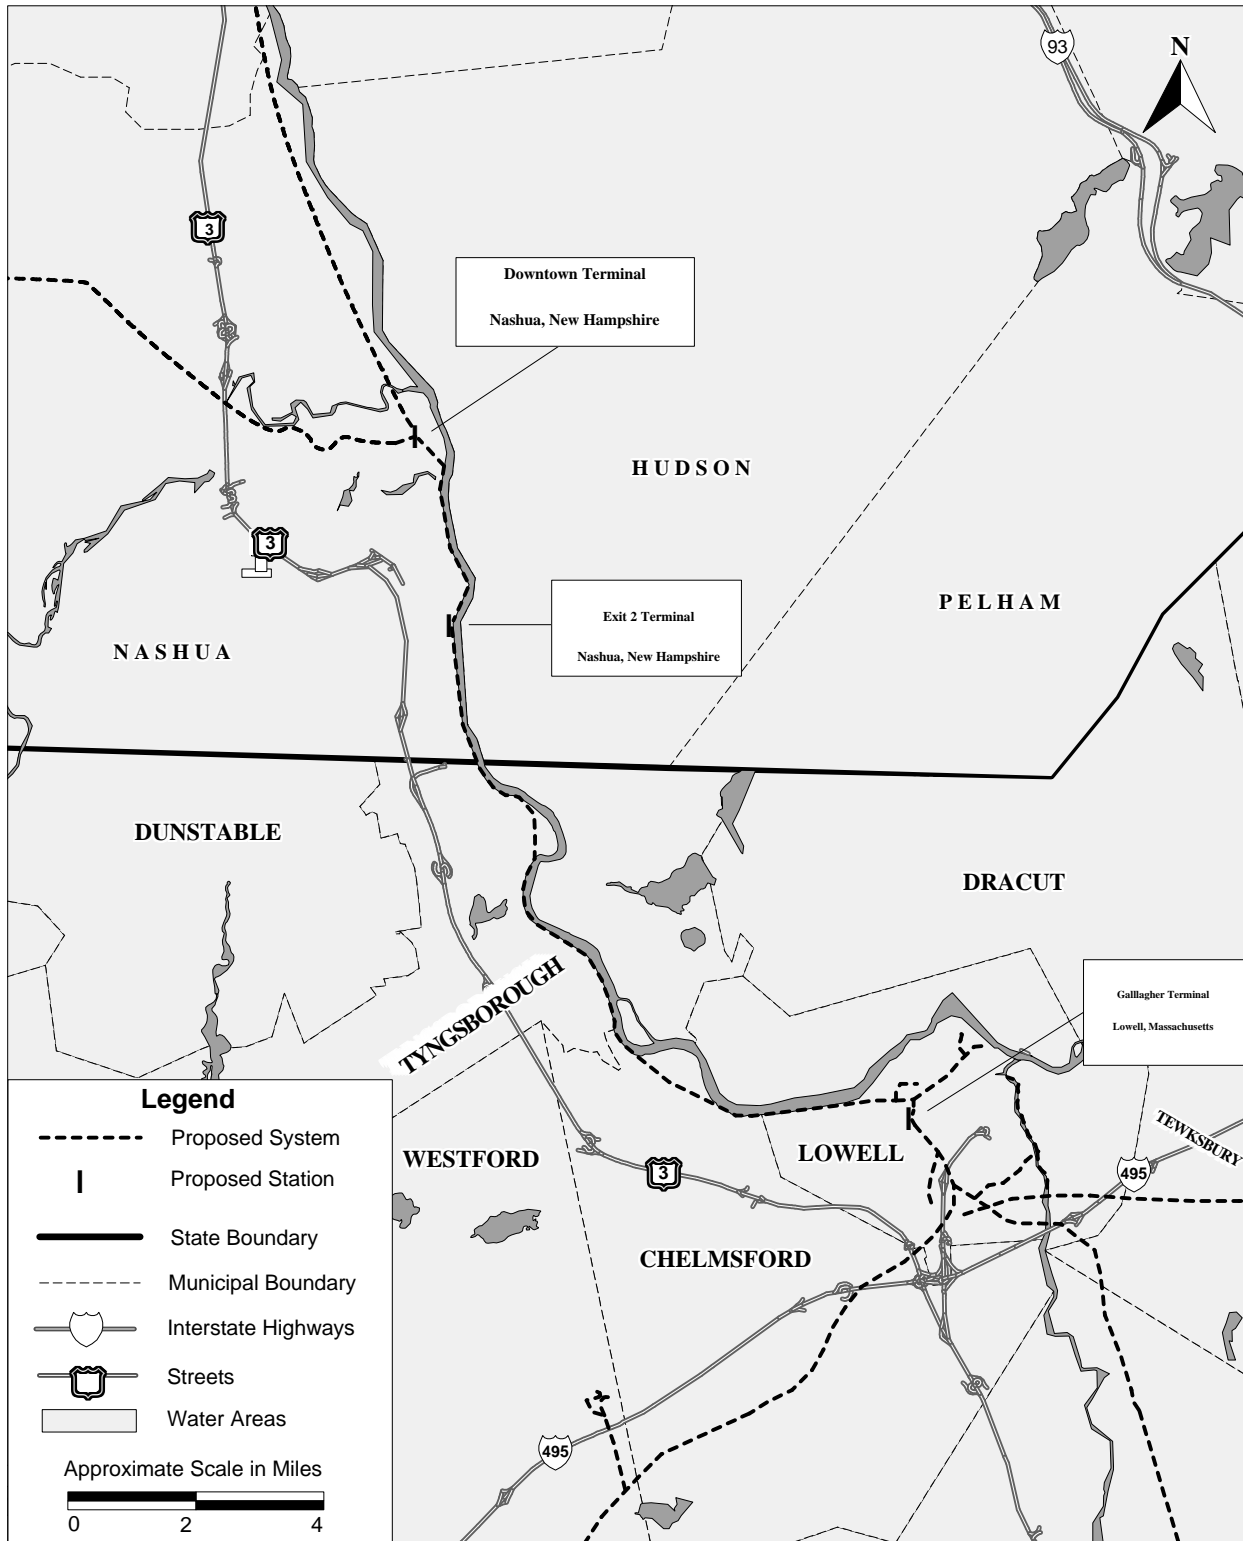 93
N
3
Downtown Terminal
Nashua, New Hampshire
HUDSON
3
Exit 2 Terminal
Nashua, New Hampshire
PELHAM
NASHUA
DUNSTABLE
DRACUT
TYNGSBOROUGH
Galllagher Terminal
Lowell, Massachusetts
TEWKSBURY
WESTFORD
LOWELL
3
495
CHELMSFORD
495
Legend
Proposed System
Proposed Station
State Boundary
Municipal Boundary
Interstate Highways
Streets
Water Areas
Approximate Scale in Miles
0 2 4